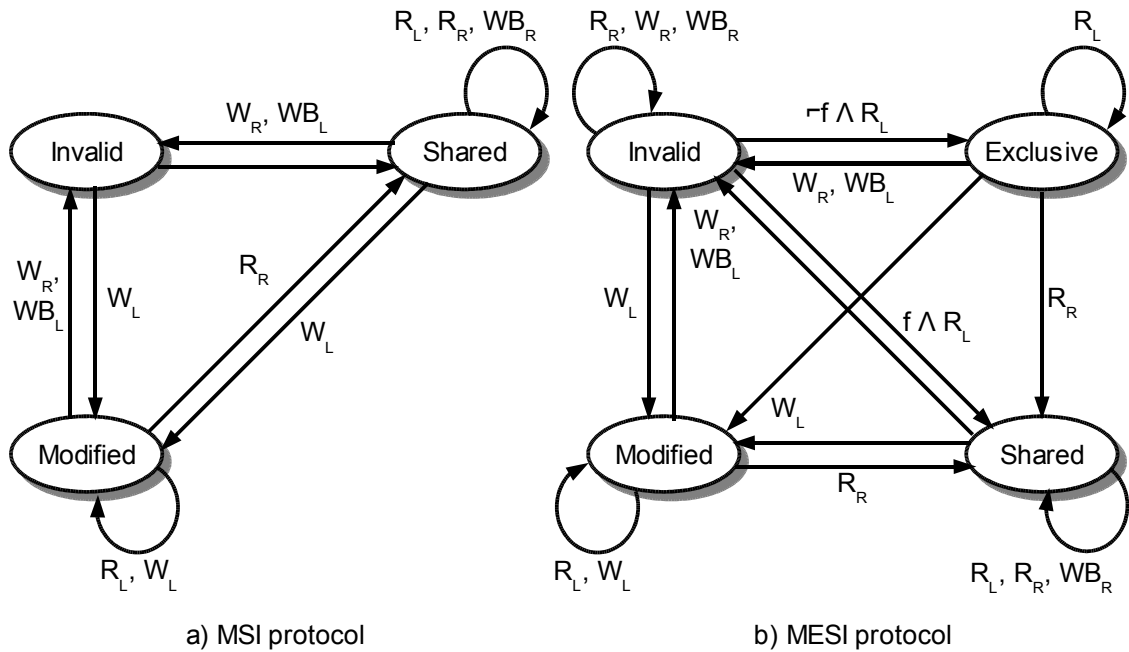 R_L, R_R, WB_R
W_R, WB_L
Invalid
Shared
W_R,
WB_L
W_L
R_R
W_L
Modified
R_L, W_L
a) MSI protocol
R_R, W_R, WB_R
R_L
¬f Λ R_L
Invalid
Exclusive
W_R, WB_L
W_R,
WB_L
W_L
f Λ R_L
R_R
W_L
Modified
Shared
R_R
R_L, W_L
R_L, R_R, WB_R
b) MESI protocol